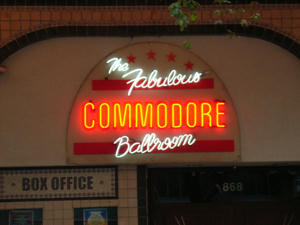 The
Fabulous
COMMODORE
Ballroom
BOX OFFICE
868